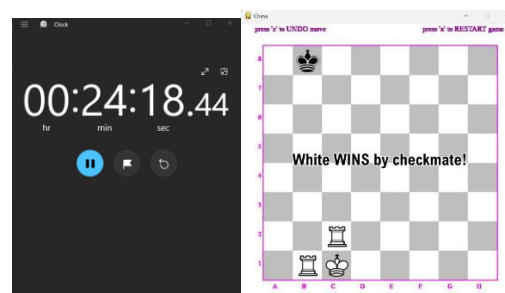 Clock
00:24:18.44
hr min sec
Chess
press 'z' to UNDO move press 'x' to RESTART game
8
7
6
5
White WINS by checkmate!
4
3
2
1
A B C D E F G H